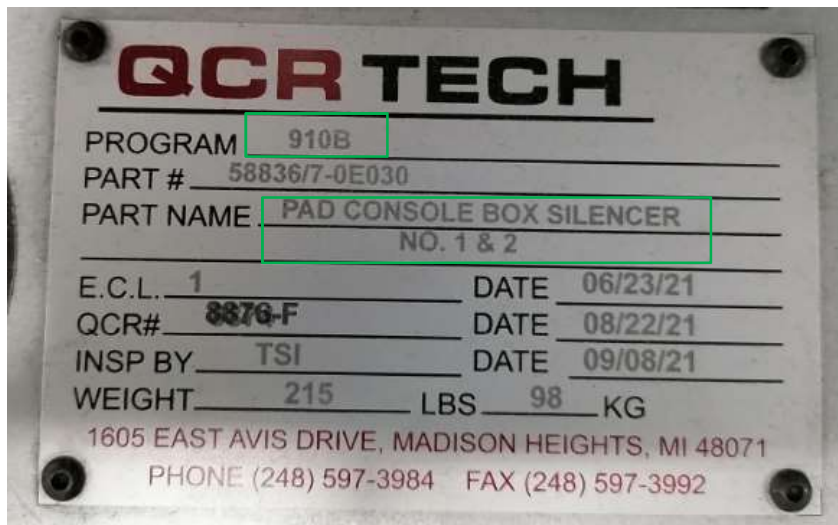 QCR TECH
PROGRAM 910B
PART # 58836/7-0E030
PART NAME PAD CONSOLE BOX SILENCER
NO. 1 & 2
E.C.L. 1 DATE 06/23/21
QCR# 8876-F DATE 08/22/21
INSP BY TSI DATE 09/08/21
WEIGHT 215 LBS 98 KG
1605 EAST AVIS DRIVE, MADISON HEIGHTS, MI 48071
PHONE (248) 597-3984 FAX (248) 597-3992